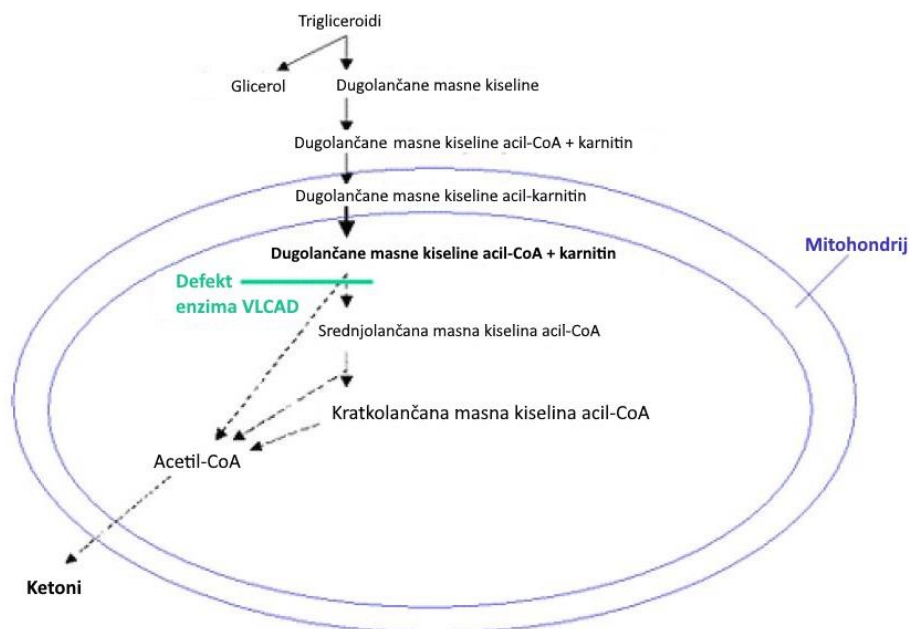 Trigliceroidi
Glicerol
Dugolančane masne kiseline
Dugolančane masne kiseline acil-CoA + karnitin
Dugolančane masne kiseline acil-karnitin
Dugolančane masne kiseline acil-CoA + karnitin
Mitohondrij
Defekt
enzima VLCAD
Srednjolančana masna kiselina acil-CoA
Kratkolančana masna kiselina acil-CoA
Acetil-CoA
Ketoni